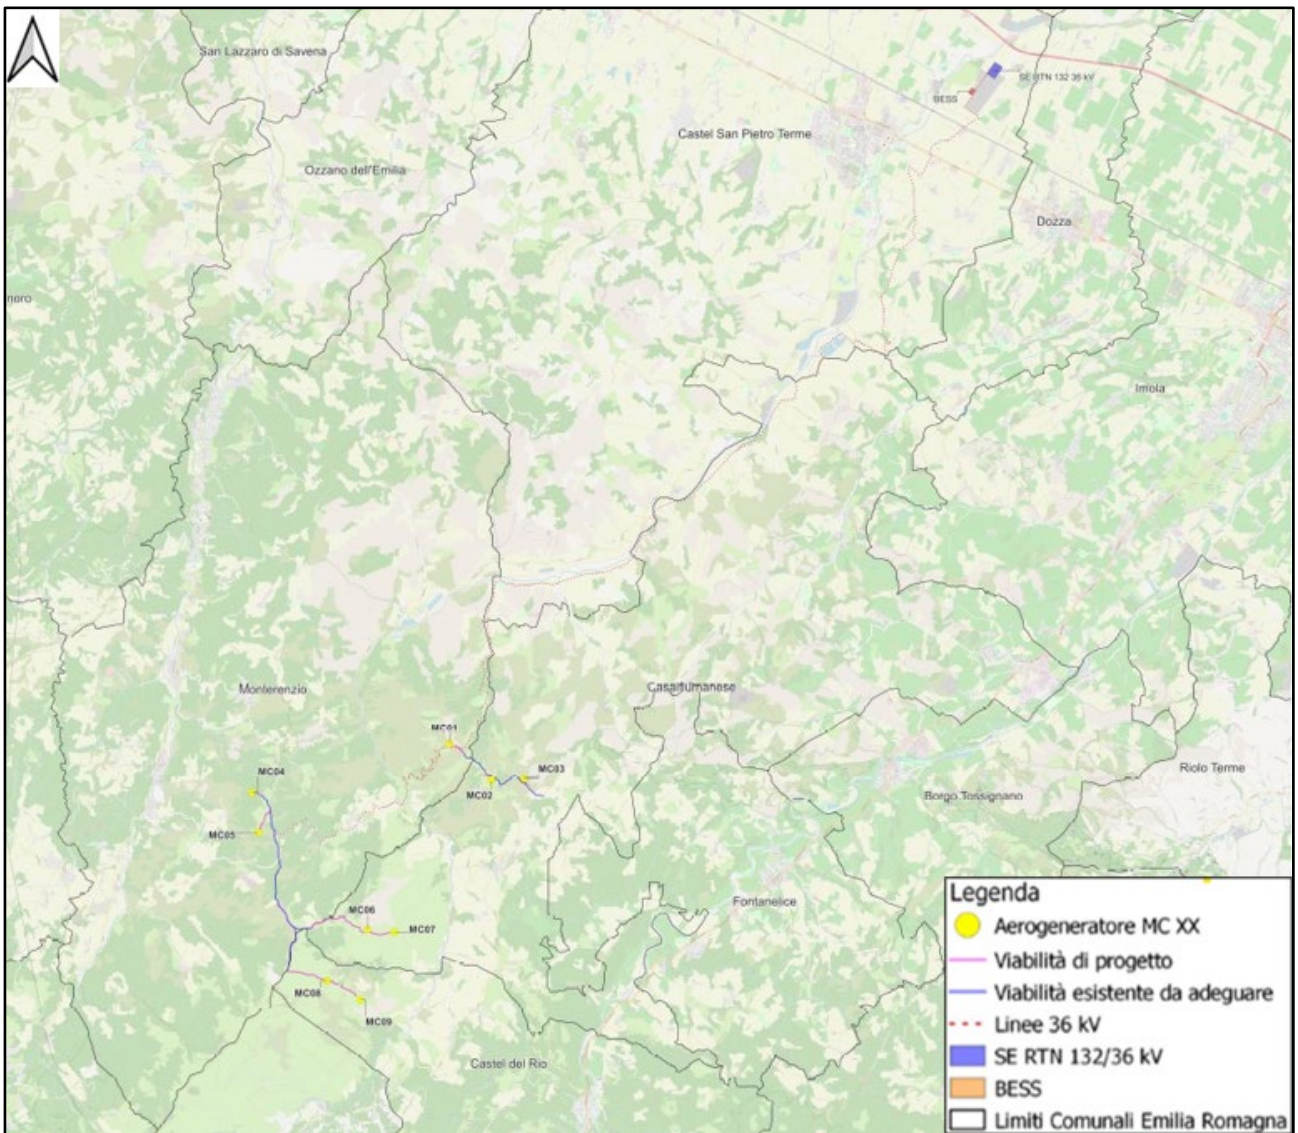 San Lazzaro di Savena
SE RTN 132 36 kV
BESS
Castel San Pietro Terme
Ozzano dell'Emilia
Dozza
noro
Imola
Monterenzio
Casalfiumanese
MC01
MC04
MC03
MC02
Riolo Terme
Borgo Tossignano
MC05
Fontanelice
MC06
MC07
MC08
MC09
Castel del Rio
Legenda
Aerogeneratore MC XX
Viabilità di progetto
Viabilità esistente da adeguare
Linee 36 kV
SE RTN 132/36 kV
BESS
Limiti Comunali Emilia Romagna